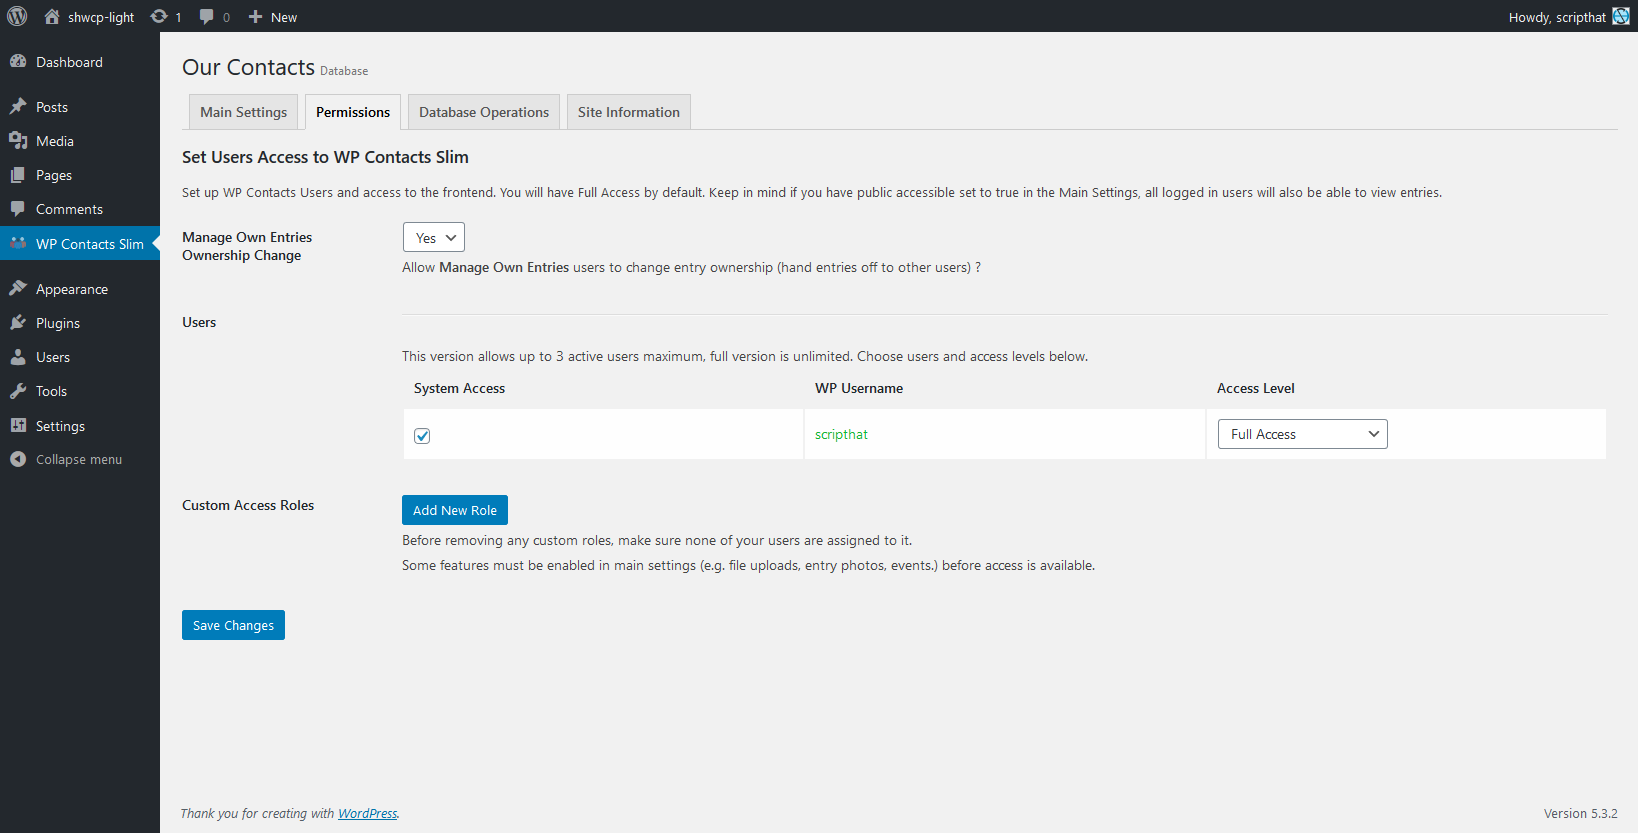 shwcp-light 1 0 New Howdy, scripthat
Dashboard
Posts
Media
Pages
Comments
WP Contacts Slim
Appearance
Plugins
Users
Tools
Settings
Collapse menu
Our Contacts Database
Main Settings Permissions Database Operations Site Information
Set Users Access to WP Contacts Slim
Set up WP Contacts Users and access to the frontend. You will have Full Access by default. Keep in mind if you have public accessible set to true in the Main Settings, all logged in users will also be able to view entries.
Manage Own Entries
Ownership Change
Yes
Allow Manage Own Entries users to change entry ownership (hand entries off to other users) ?
Users
This version allows up to 3 active users maximum, full version is unlimited. Choose users and access levels below.
System Access WP Username Access Level
scripthat Full Access
Custom Access Roles
Add New Role
Before removing any custom roles, make sure none of your users are assigned to it.
Some features must be enabled in main settings (e.g. file uploads, entry photos, events.) before access is available.
Save Changes
Thank you for creating with WordPress. Version 5.3.2